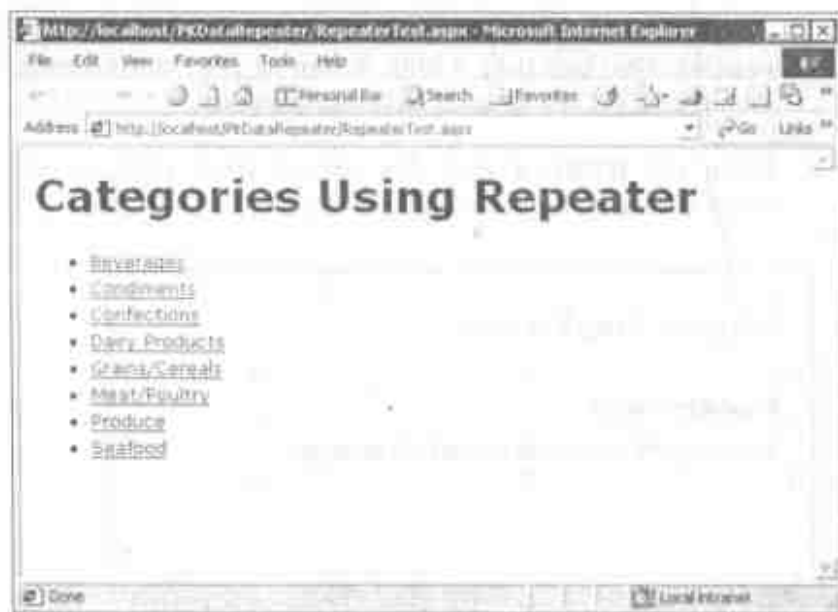 http://localhost/PKDataRepeater/RepeaterTest.aspx - Microsoft Internet Explorer
File Edit View Favorites Tools Help
Personal Bar Search Favorites
Address http://localhost/PKDataRepeater/RepeaterTest.aspx Go Links »
Categories Using Repeater
• Beverages
• Condiments
• Confections
• Dairy Products
• Grains/Cereals
• Meat/Poultry
• Produce
• Seafood
Done Local intranet